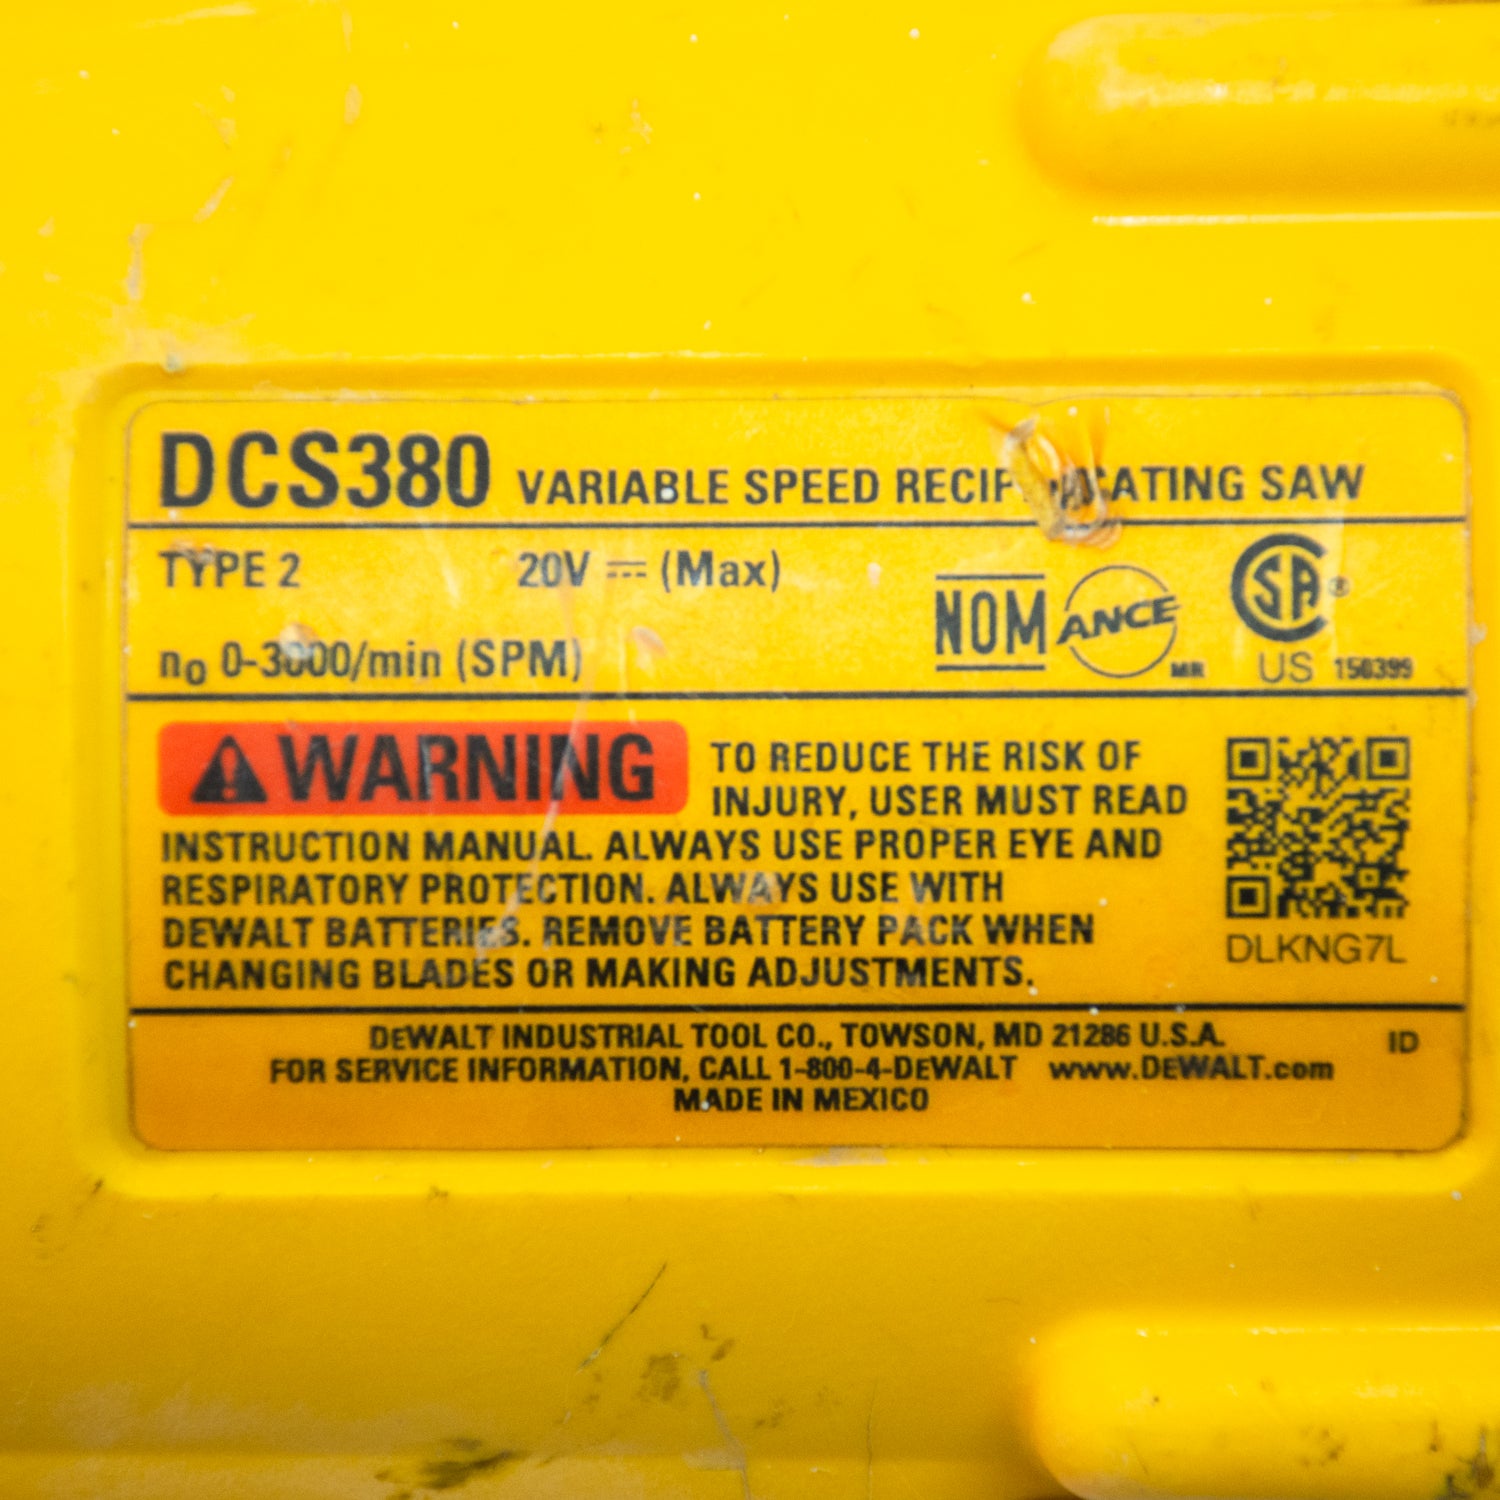 DCS380 VARIABLE SPEED RECIPROCATING SAW
TYPE 2 20V ⎓ (Max)
n₀ 0-3000/min (SPM)
NOM ANCE MR
CSA ®
US 150399
⚠ WARNING TO REDUCE THE RISK OF
INJURY, USER MUST READ
INSTRUCTION MANUAL. ALWAYS USE PROPER EYE AND
RESPIRATORY PROTECTION. ALWAYS USE WITH
DEWALT BATTERIES. REMOVE BATTERY PACK WHEN
CHANGING BLADES OR MAKING ADJUSTMENTS.
DLKNG7L
DEWALT INDUSTRIAL TOOL CO., TOWSON, MD 21286 U.S.A. ID
FOR SERVICE INFORMATION, CALL 1-800-4-DEWALT www.DEWALT.com
MADE IN MEXICO